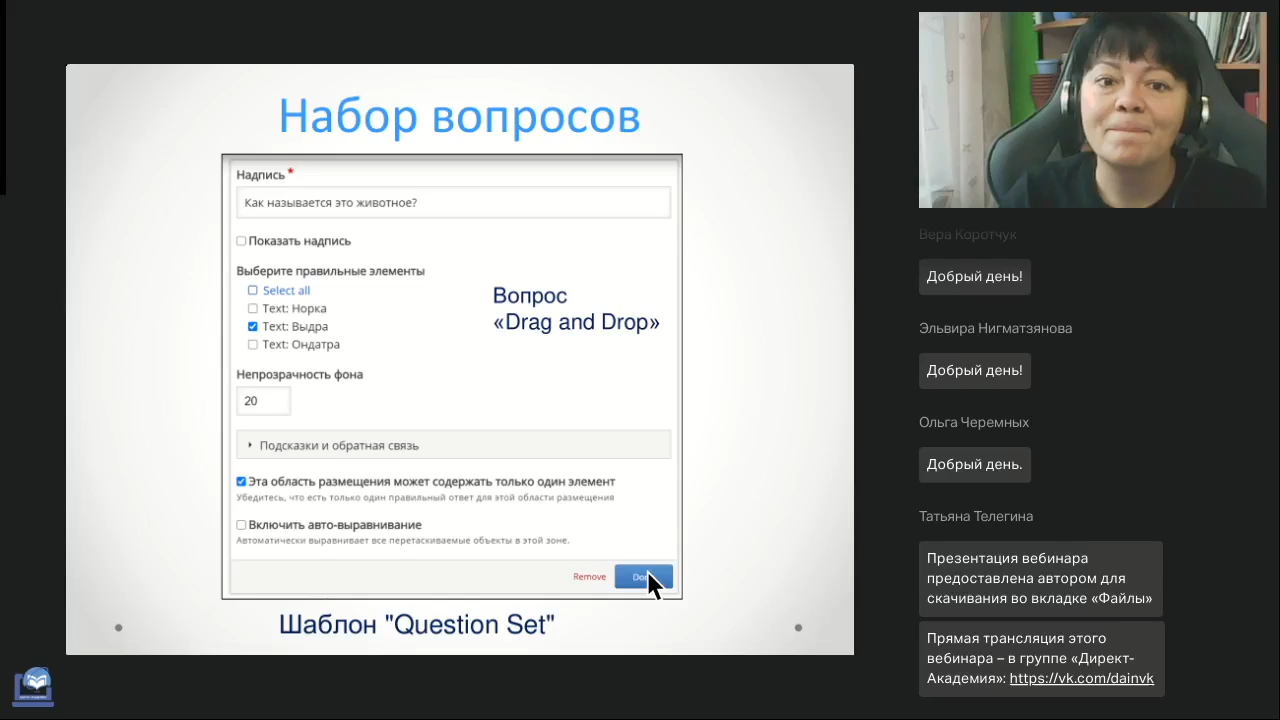 Набор вопросов
Надпись *
Как называется это животное?
Показать надпись
Выберите правильные элементы
Select all
Text: Норка
Text: Выдра
Text: Ондатра
Вопрос
«Drag and Drop»
Непрозрачность фона
20
Подсказки и обратная связь
Эта область размещения может содержать только один элемент
Убедитесь, что есть только один правильный ответ для этой области размещения
Включить авто-выравнивание
Автоматически выравнивает все перетаскиваемые объекты в этой зоне.
Remove
Шаблон "Question Set"
Вера Коротчук
Добрый день!
Эльвира Нигматзянова
Добрый день!
Ольга Черемных
Добрый день.
Татьяна Телегина
Презентация вебинара
предоставлена автором для
скачивания во вкладке «Файлы»
Прямая трансляция этого
вебинара – в группе «Директ-
Академия»: https://vk.com/dainvk